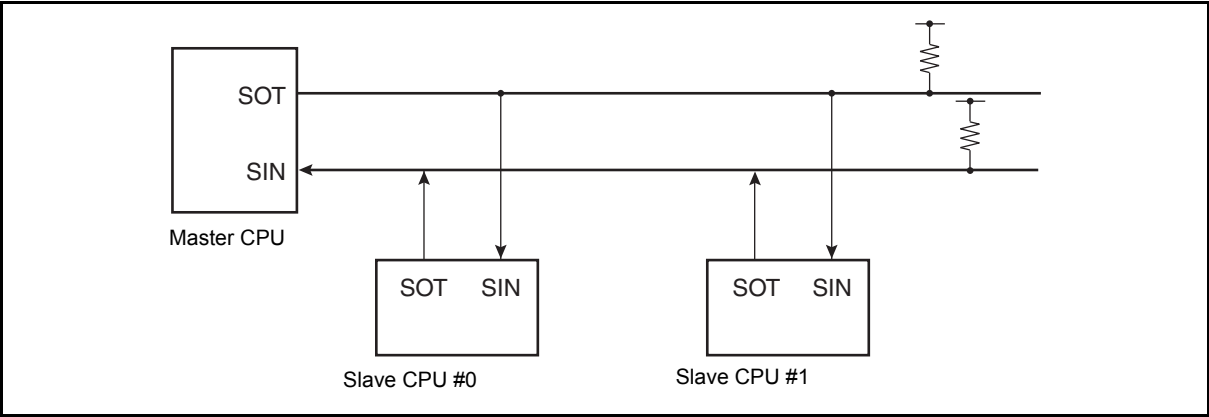 SOT
SIN
Master CPU
SOT SIN
Slave CPU #0
SOT SIN
Slave CPU #1